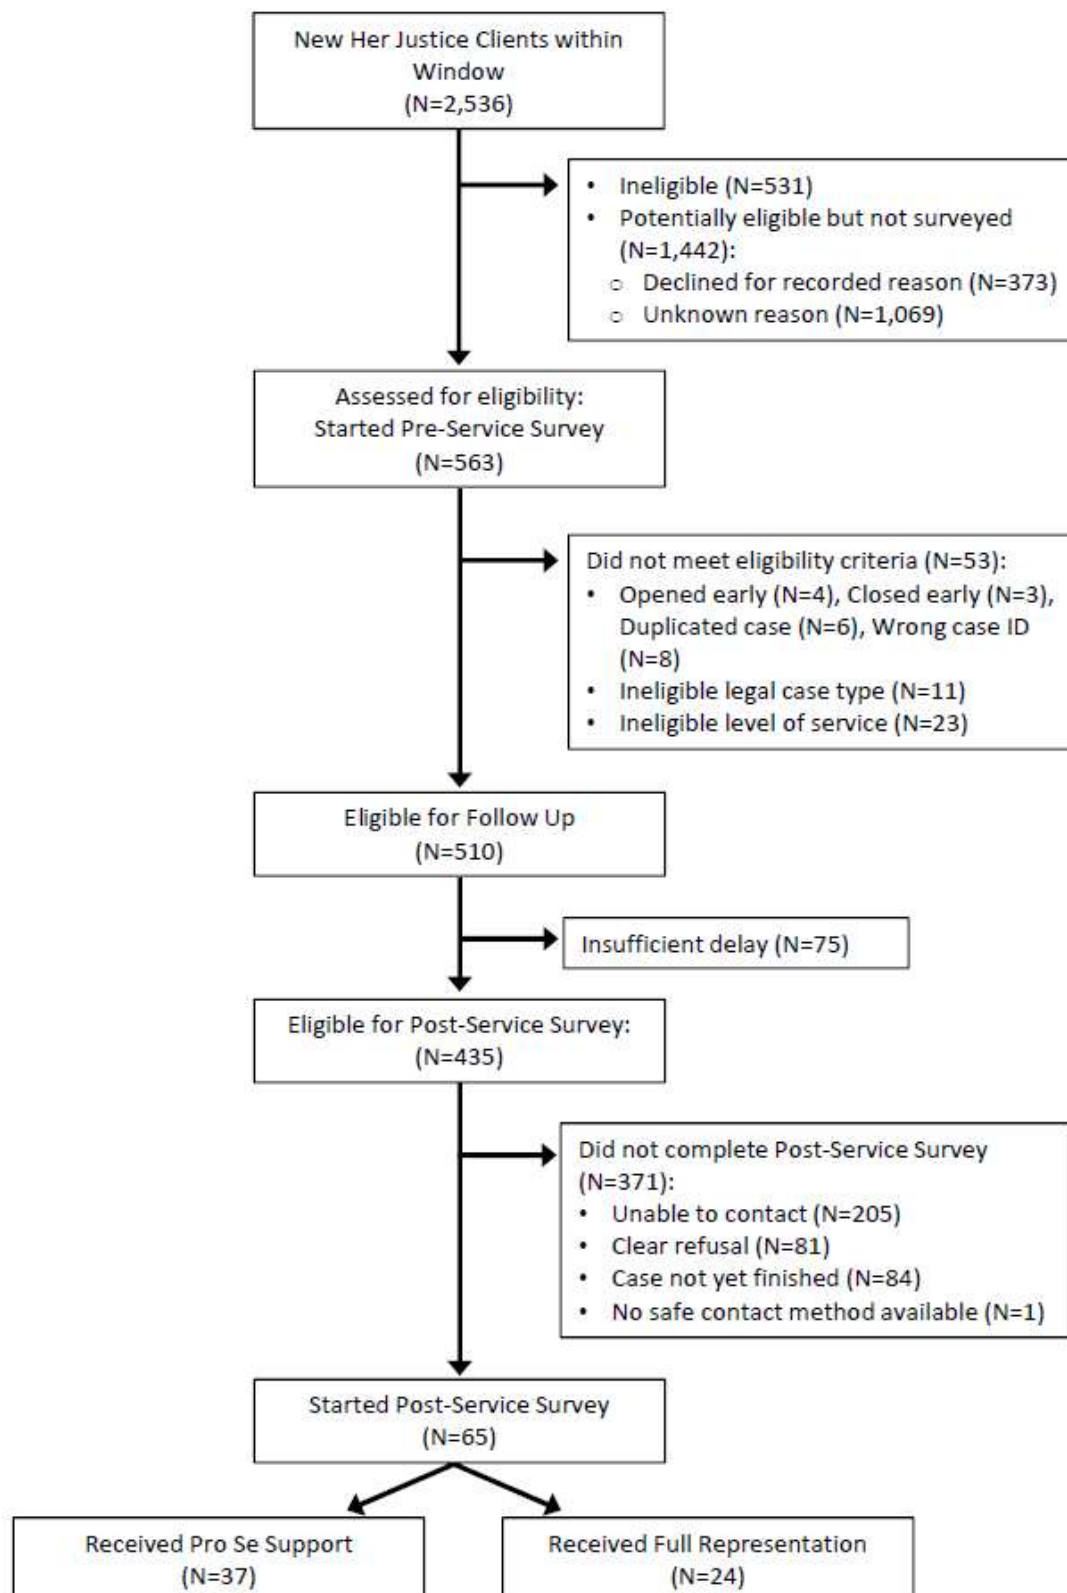 New Her Justice Clients within
Window
(N=2,536)
• Ineligible (N=531)
• Potentially eligible but not surveyed
(N=1,442):
o Declined for recorded reason (N=373)
o Unknown reason (N=1,069)
Assessed for eligibility:
Started Pre-Service Survey
(N=563)
Did not meet eligibility criteria (N=53):
• Opened early (N=4), Closed early (N=3),
Duplicated case (N=6), Wrong case ID
(N=8)
• Ineligible legal case type (N=11)
• Ineligible level of service (N=23)
Eligible for Follow Up
(N=510)
Insufficient delay (N=75)
Eligible for Post-Service Survey:
(N=435)
Did not complete Post-Service Survey
(N=371):
• Unable to contact (N=205)
• Clear refusal (N=81)
• Case not yet finished (N=84)
• No safe contact method available (N=1)
Started Post-Service Survey
(N=65)
Received Pro Se Support
(N=37)
Received Full Representation
(N=24)